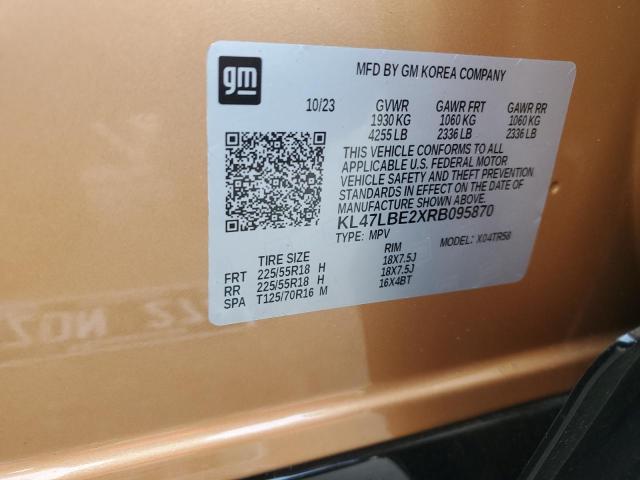 gm
MFD BY GM KOREA COMPANY
10/23 GVWR GAWR FRT GAWR RR
1930 KG 1060 KG 1060 KG
4255 LB 2336 LB 2336 LB
THIS VEHICLE CONFORMS TO ALL
APPLICABLE U.S. FEDERAL MOTOR
VEHICLE SAFETY AND THEFT PREVENTION
STANDARDS IN EFFECT ON THE DATE OF
MANUFACTURE SHOWN ABOVE.
KL47LBE2XRB095870
TYPE: MPV MODEL: X04TR58
TIRE SIZE RIM
FRT 225/55R18 H 18X7.5J
RR 225/55R18 H 18X7.5J
SPA T125/70R16 M 16X4BT